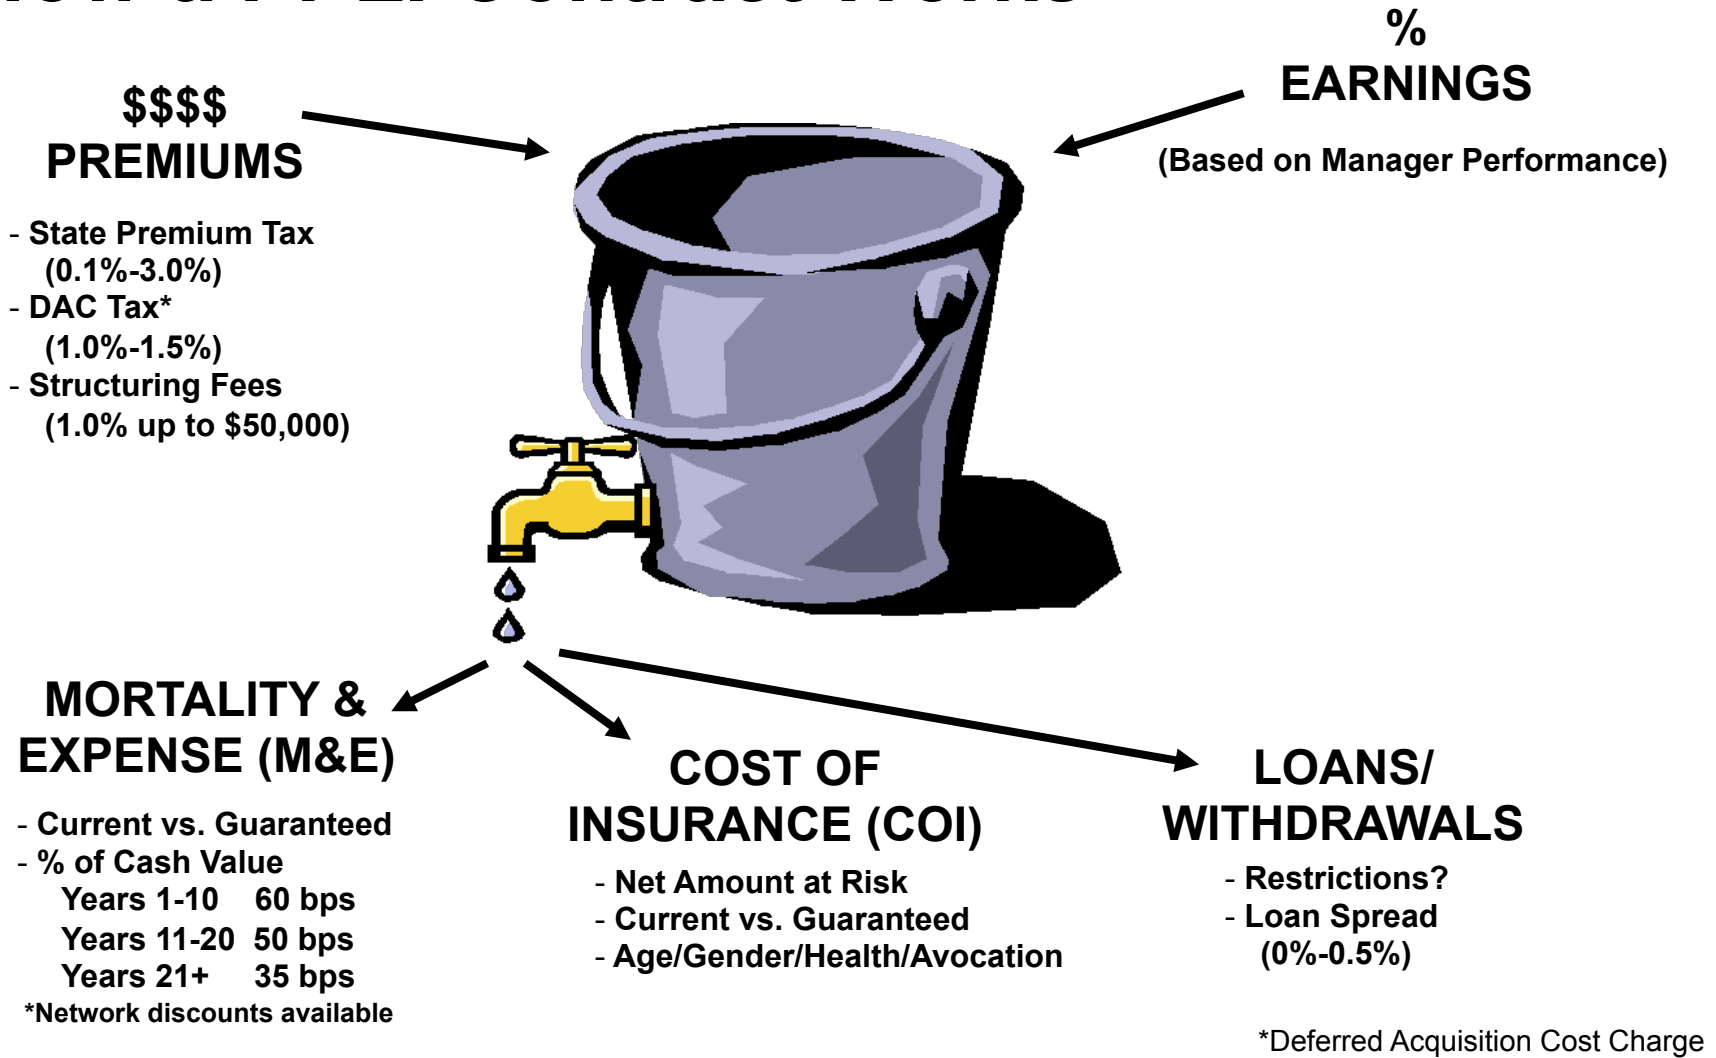 $$$$
PREMIUMS
- State Premium Tax
(0.1%-3.0%)
- DAC Tax*
(1.0%-1.5%)
- Structuring Fees
(1.0% up to $50,000)
%
EARNINGS
(Based on Manager Performance)
MORTALITY &
EXPENSE (M&E)
- Current vs. Guaranteed
- % of Cash Value
Years 1-10 60 bps
Years 11-20 50 bps
Years 21+ 35 bps
*Network discounts available
COST OF
INSURANCE (COI)
- Net Amount at Risk
- Current vs. Guaranteed
- Age/Gender/Health/Avocation
LOANS/
WITHDRAWALS
- Restrictions?
- Loan Spread
(0%-0.5%)
*Deferred Acquisition Cost Charge